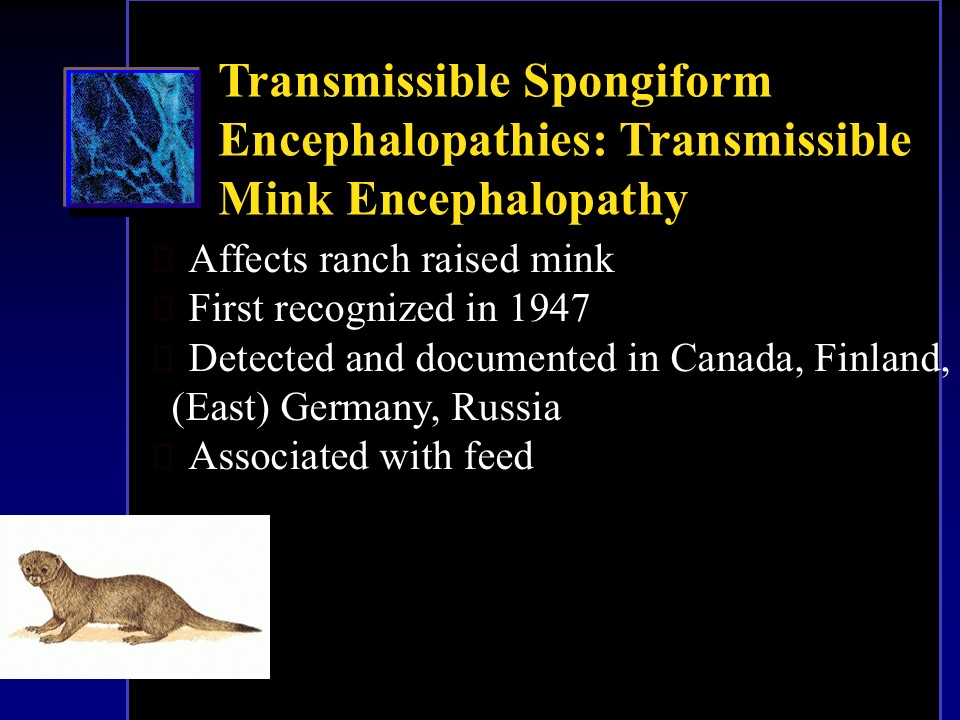 Transmissible Spongiform
Encephalopathies: Transmissible
Mink Encephalopathy
Affects ranch raised mink
First recognized in 1947
Detected and documented in Canada, Finland,
(East) Germany, Russia
Associated with feed